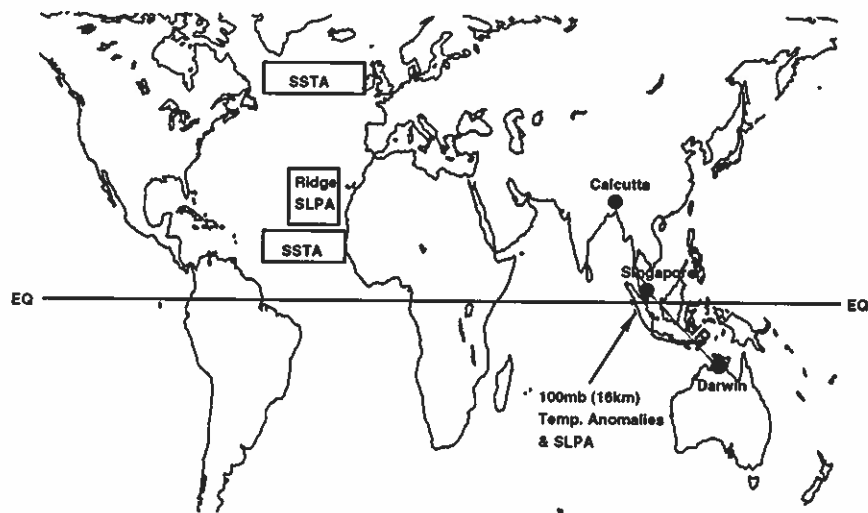 SSTA
Ridge
SLPA
Calcutta
SSTA
Singapore
EQ
EQ
Darwin
100mb (16km)
Temp. Anomalies
& SLPA